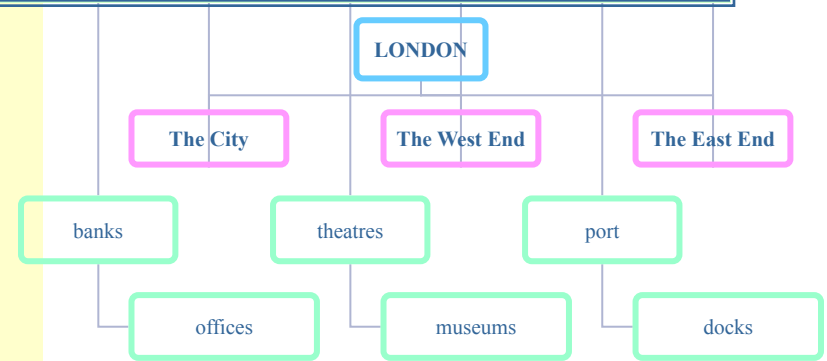 LONDON
The City
The West End
The East End
banks
theatres
port
offices
museums
docks